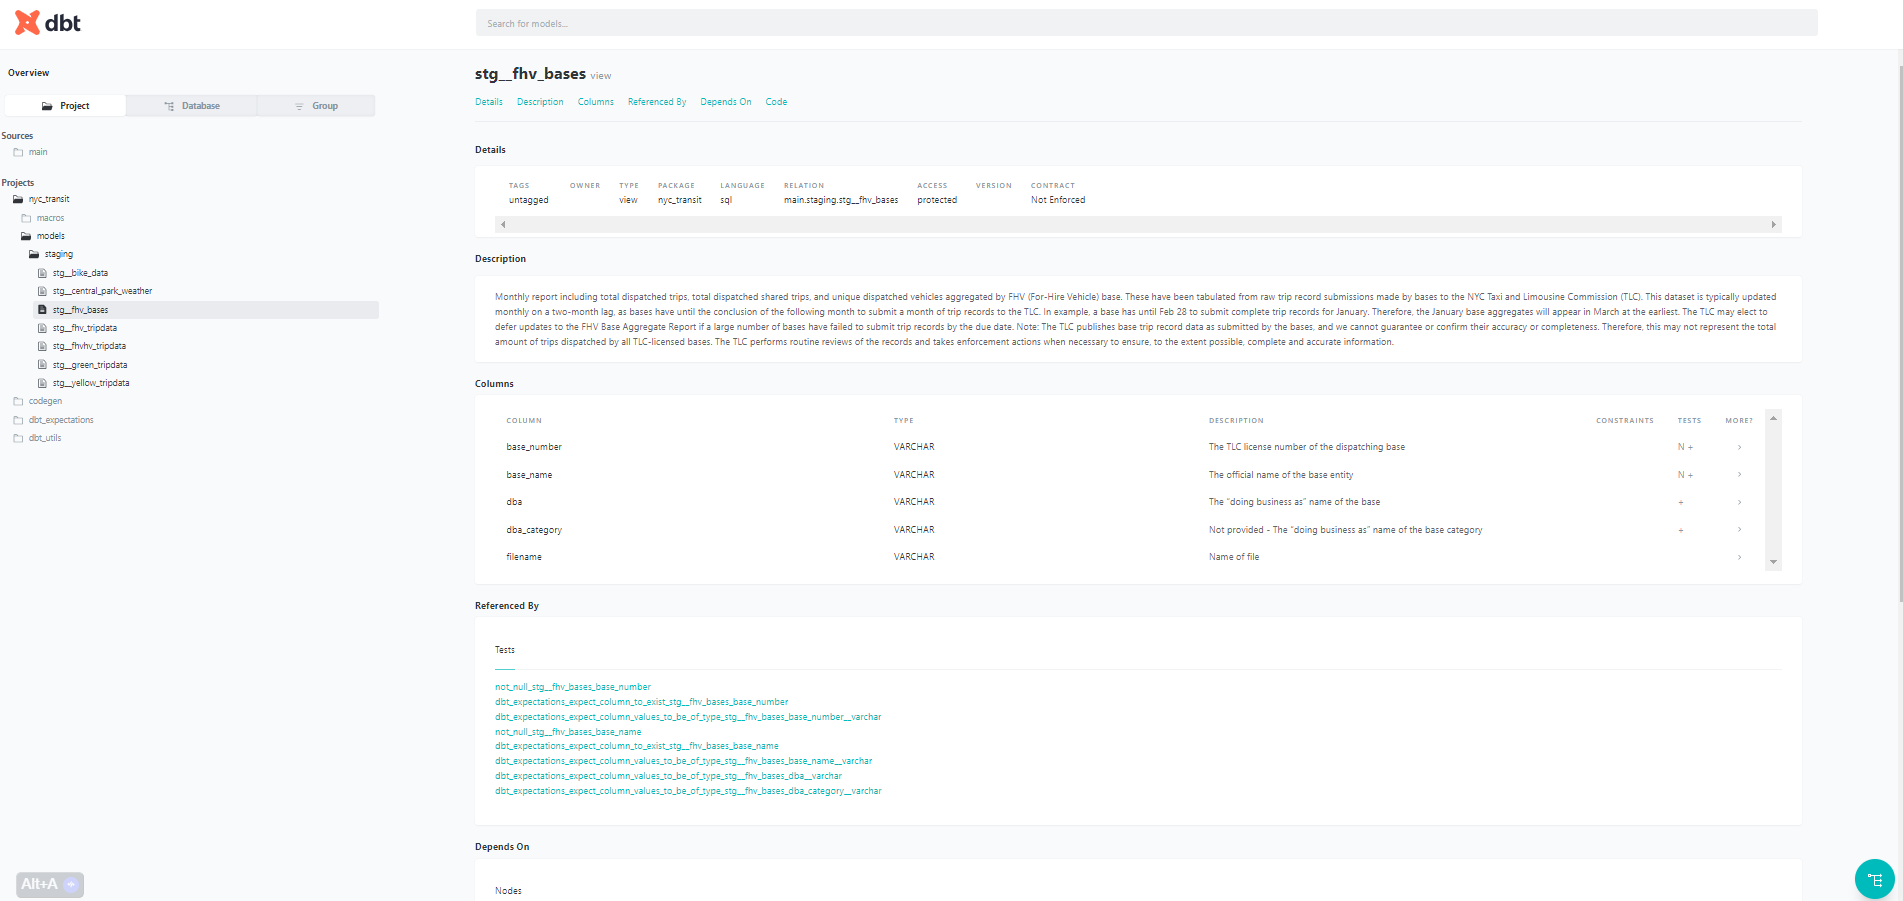 dbt
Search for models...
Overview
Project
Database
Group
Sources
main
Projects
nyc_transit
macros
models
staging
stg__bike_data
stg__central_park_weather
stg__fhv_bases
stg__fhv_tripdata
stg__fhvhv_tripdata
stg__green_tripdata
stg__yellow_tripdata
codegen
dbt_expectations
dbt_utils
Alt+A
stg__fhv_bases view
Details Description Columns Referenced By Depends On Code
Details
TAGS OWNER TYPE PACKAGE LANGUAGE RELATION ACCESS VERSION CONTRACT
untagged view nyc_transit sql main.staging.stg__fhv_bases protected Not Enforced
Description
Monthly report including total dispatched trips, total dispatched shared trips, and unique dispatched vehicles aggregated by FHV (For-Hire Vehicle) base. These have been tabulated from raw trip record submissions made by bases to the NYC Taxi and Limousine Commission (TLC). This dataset is typically updated
monthly on a two-month lag, as bases have until the conclusion of the following month to submit a month of trip records to the TLC. In example, a base has until Feb 28 to submit complete trip records for January. Therefore, the January base aggregates will appear in March at the earliest. The TLC may elect to
defer updates to the FHV Base Aggregate Report if a large number of bases have failed to submit trip records by the due date. Note: The TLC publishes base trip record data as submitted by the bases, and we cannot guarantee or confirm their accuracy or completeness. Therefore, this may not represent the total
amount of trips dispatched by all TLC-licensed bases. The TLC performs routine reviews of the records and takes enforcement actions when necessary to ensure, to the extent possible, complete and accurate information.
Columns
COLUMN TYPE DESCRIPTION CONSTRAINTS TESTS MORE?
base_number VARCHAR The TLC license number of the dispatching base N + >
base_name VARCHAR The official name of the base entity N + >
dba VARCHAR The “doing business as” name of the base + >
dba_category VARCHAR Not provided - The “doing business as” name of the base category + >
filename VARCHAR Name of file >
Referenced By
Tests
not_null_stg__fhv_bases_base_number
dbt_expectations_expect_column_to_exist_stg__fhv_bases_base_number
dbt_expectations_expect_column_values_to_be_of_type_stg__fhv_bases_base_number__varchar
not_null_stg__fhv_bases_base_name
dbt_expectations_expect_column_to_exist_stg__fhv_bases_base_name
dbt_expectations_expect_column_values_to_be_of_type_stg__fhv_bases_base_name__varchar
dbt_expectations_expect_column_values_to_be_of_type_stg__fhv_bases_dba__varchar
dbt_expectations_expect_column_values_to_be_of_type_stg__fhv_bases_dba_category__varchar
Depends On
Nodes